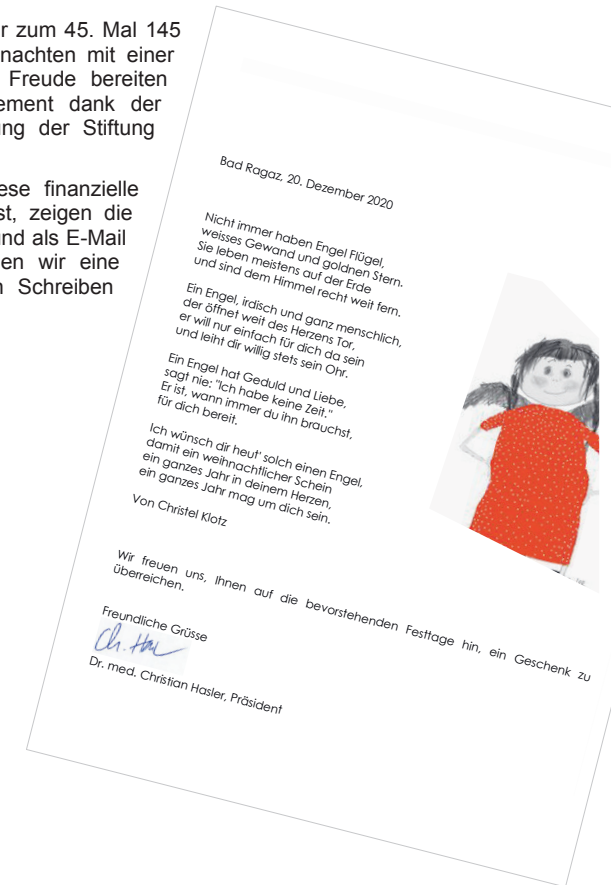 r zum 45. Mal 145
nachten mit einer
Freude bereiten
ement dank der
ng der Stiftung
ese finanzielle
st, zeigen die
und als E-Mail
en wir eine
n Schreiben
Bad Ragaz, 20. Dezember 2020
Nicht immer haben Engel Flügel,
weisses Gewand und goldnen Stern.
Sie leben meistens auf der Erde
und sind dem Himmel recht weit fern.
Ein Engel, irdisch und ganz menschlich,
der öffnet weit des Herzens Tor,
er will nur einfach für dich da sein
und leiht dir willig stets sein Ohr.
Ein Engel hat Geduld und Liebe,
sagt nie: "Ich habe keine Zeit."
Er ist, wann immer du ihn brauchst,
für dich bereit.
Ich wünsch dir heut' solch einen Engel,
damit ein weihnachtlicher Schein
ein ganzes Jahr in deinem Herzen,
ein ganzes Jahr mag um dich sein.
Von Christel Klotz
Wir freuen uns, Ihnen auf die bevorstehenden Festtage hin, ein Geschenk zu
überreichen.
Freundliche Grüsse
Dr. med. Christian Hasler, Präsident